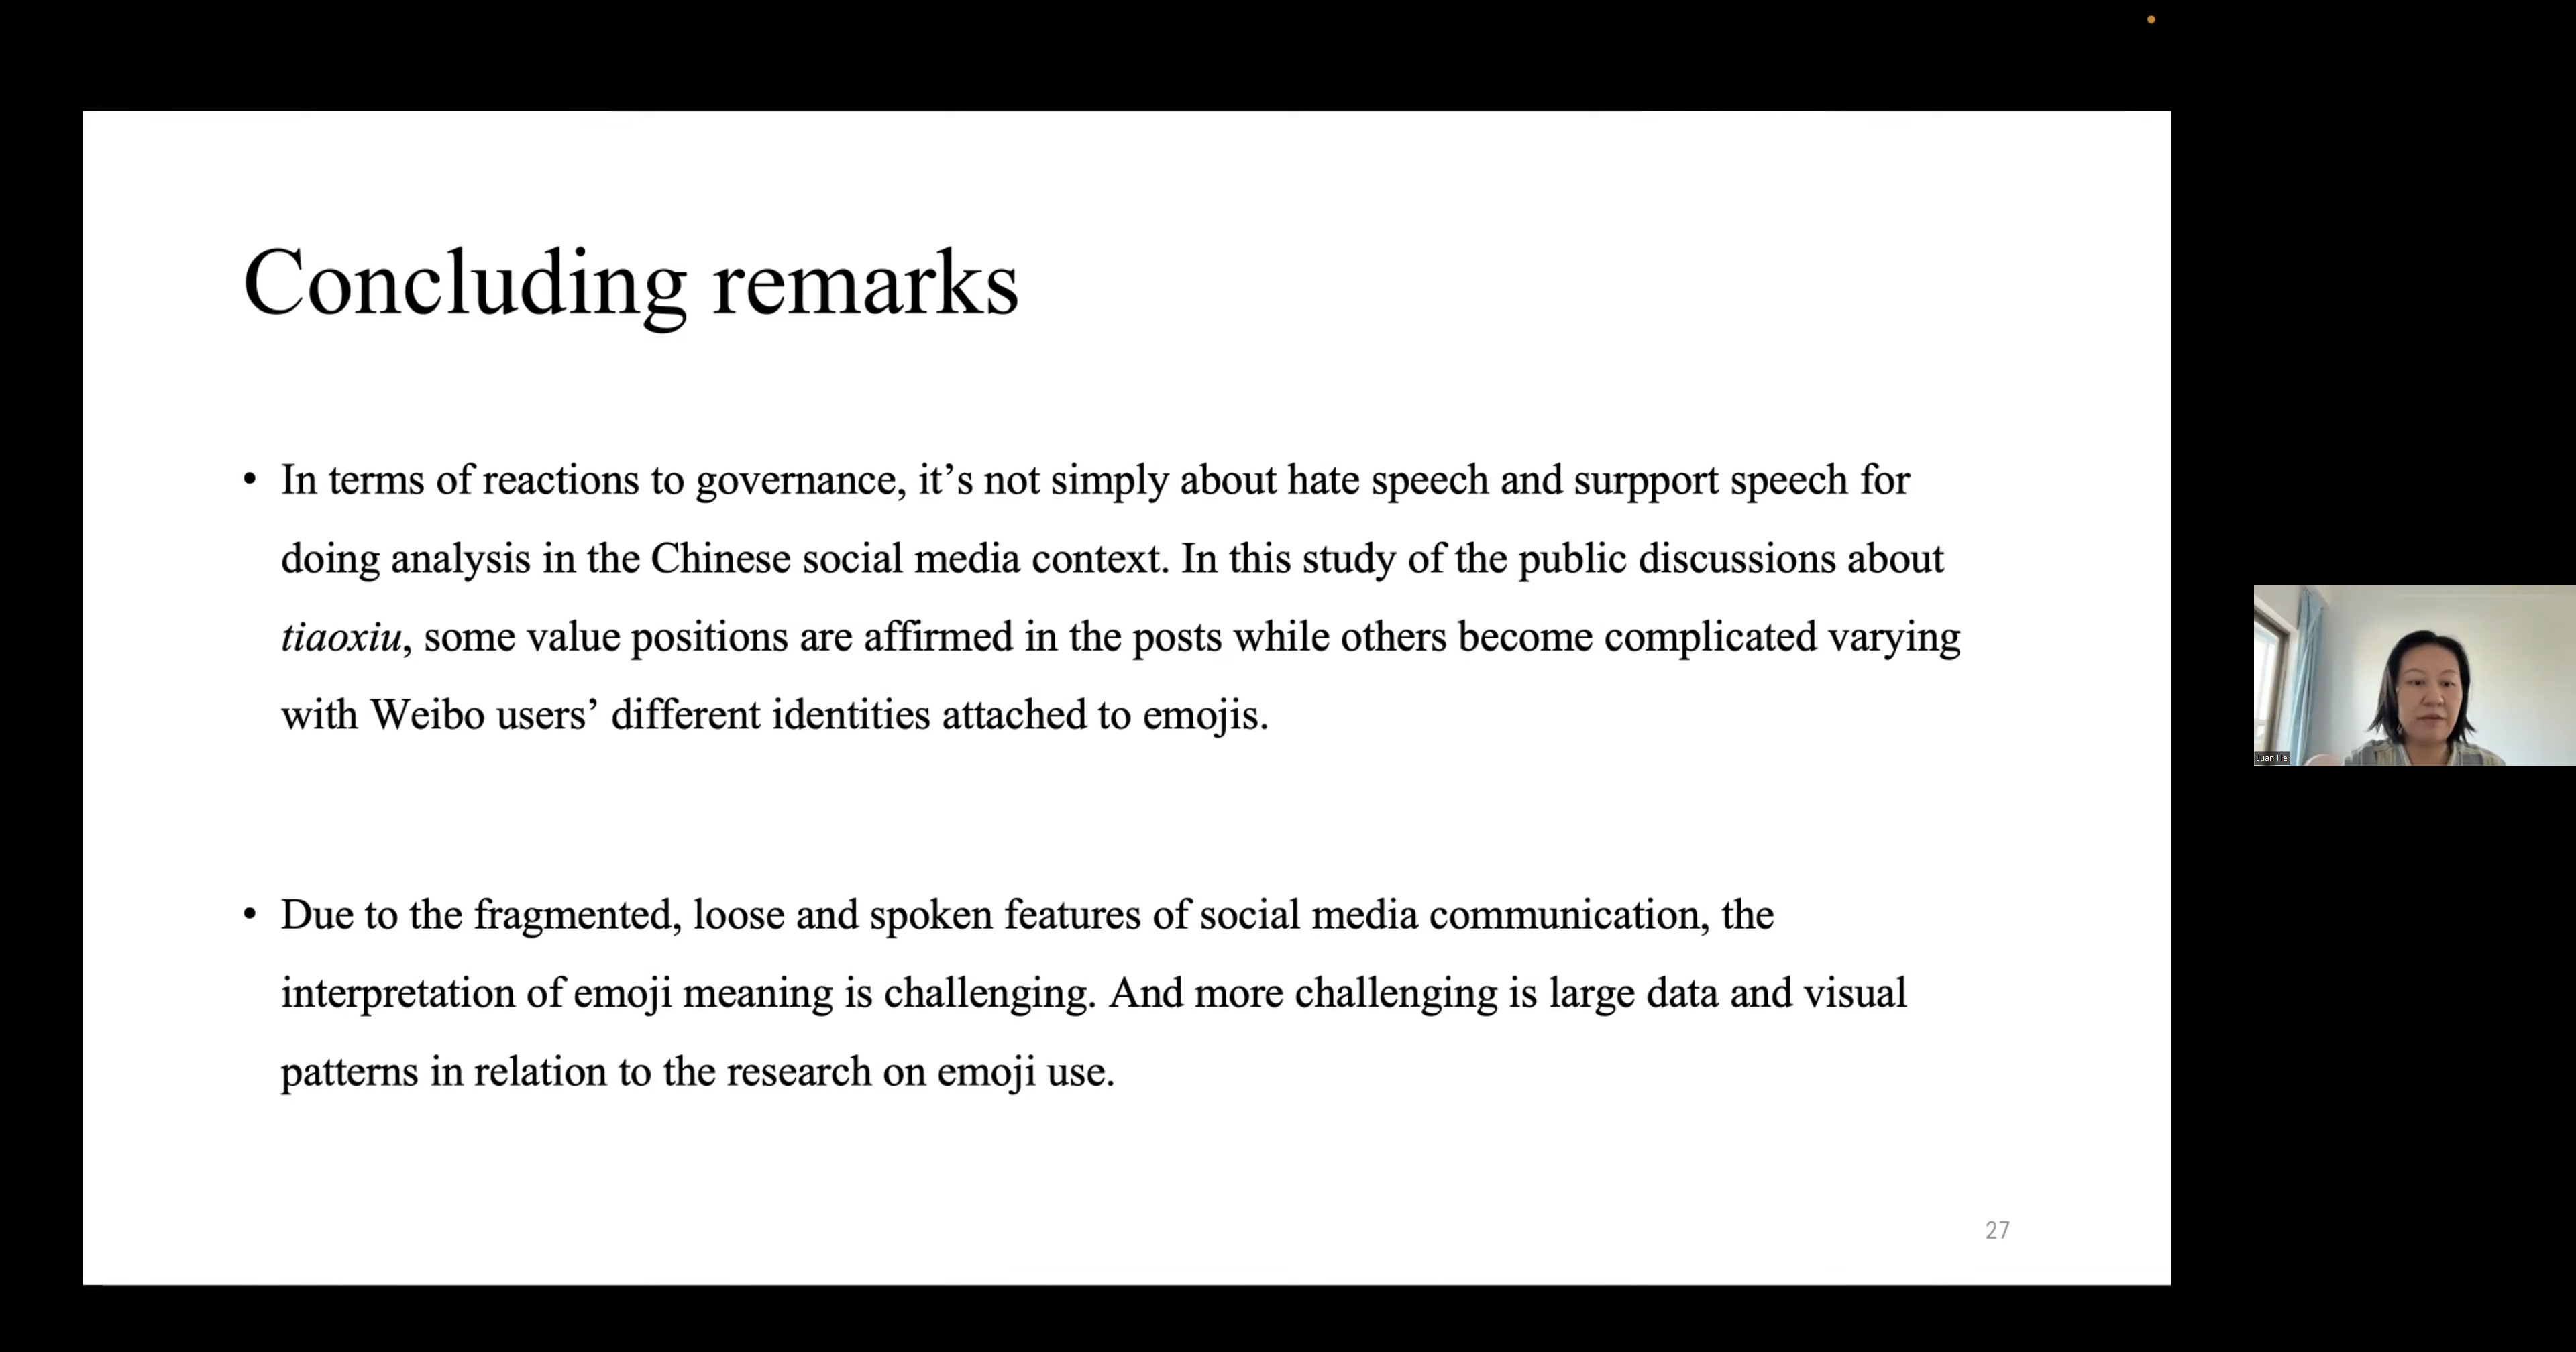 Concluding remarks
• In terms of reactions to governance, it’s not simply about hate speech and surpport speech for
doing analysis in the Chinese social media context. In this study of the public discussions about
tiaoxiu, some value positions are affirmed in the posts while others become complicated varying
with Weibo users’ different identities attached to emojis.
• Due to the fragmented, loose and spoken features of social media communication, the
interpretation of emoji meaning is challenging. And more challenging is large data and visual
patterns in relation to the research on emoji use.
27
Juan He